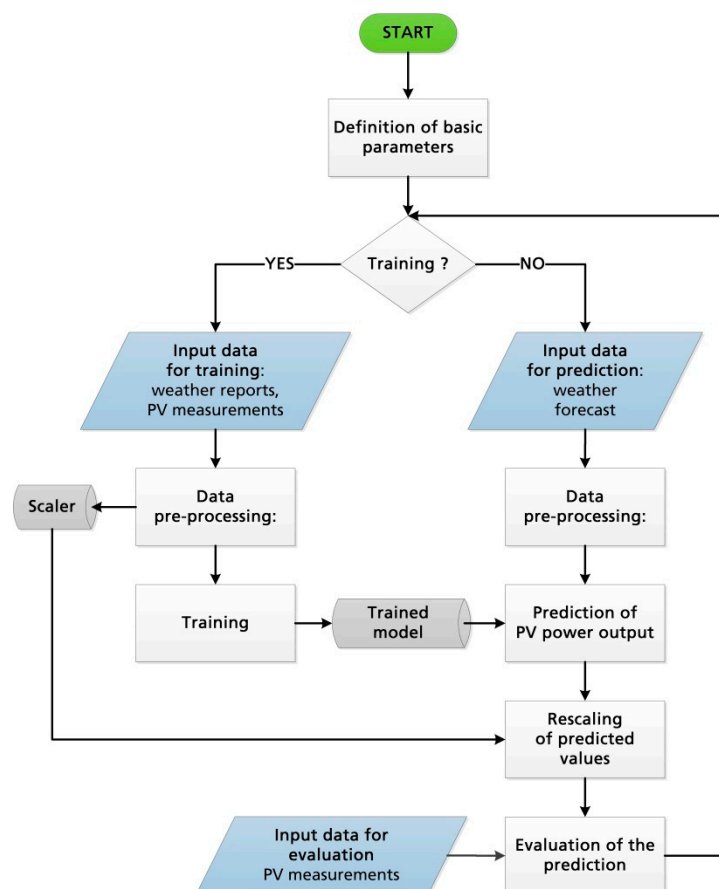 START
Definition of basic
parameters
Training ?
YES
NO
Input data
for training:
weather reports,
PV measurements
Input data
for prediction:
weather
forecast
Scaler
Data
pre-processing:
Data
pre-processing:
Training
Trained
model
Prediction of
PV power output
Rescaling
of predicted
values
Input data for
evaluation
PV measurements
Evaluation of the
prediction